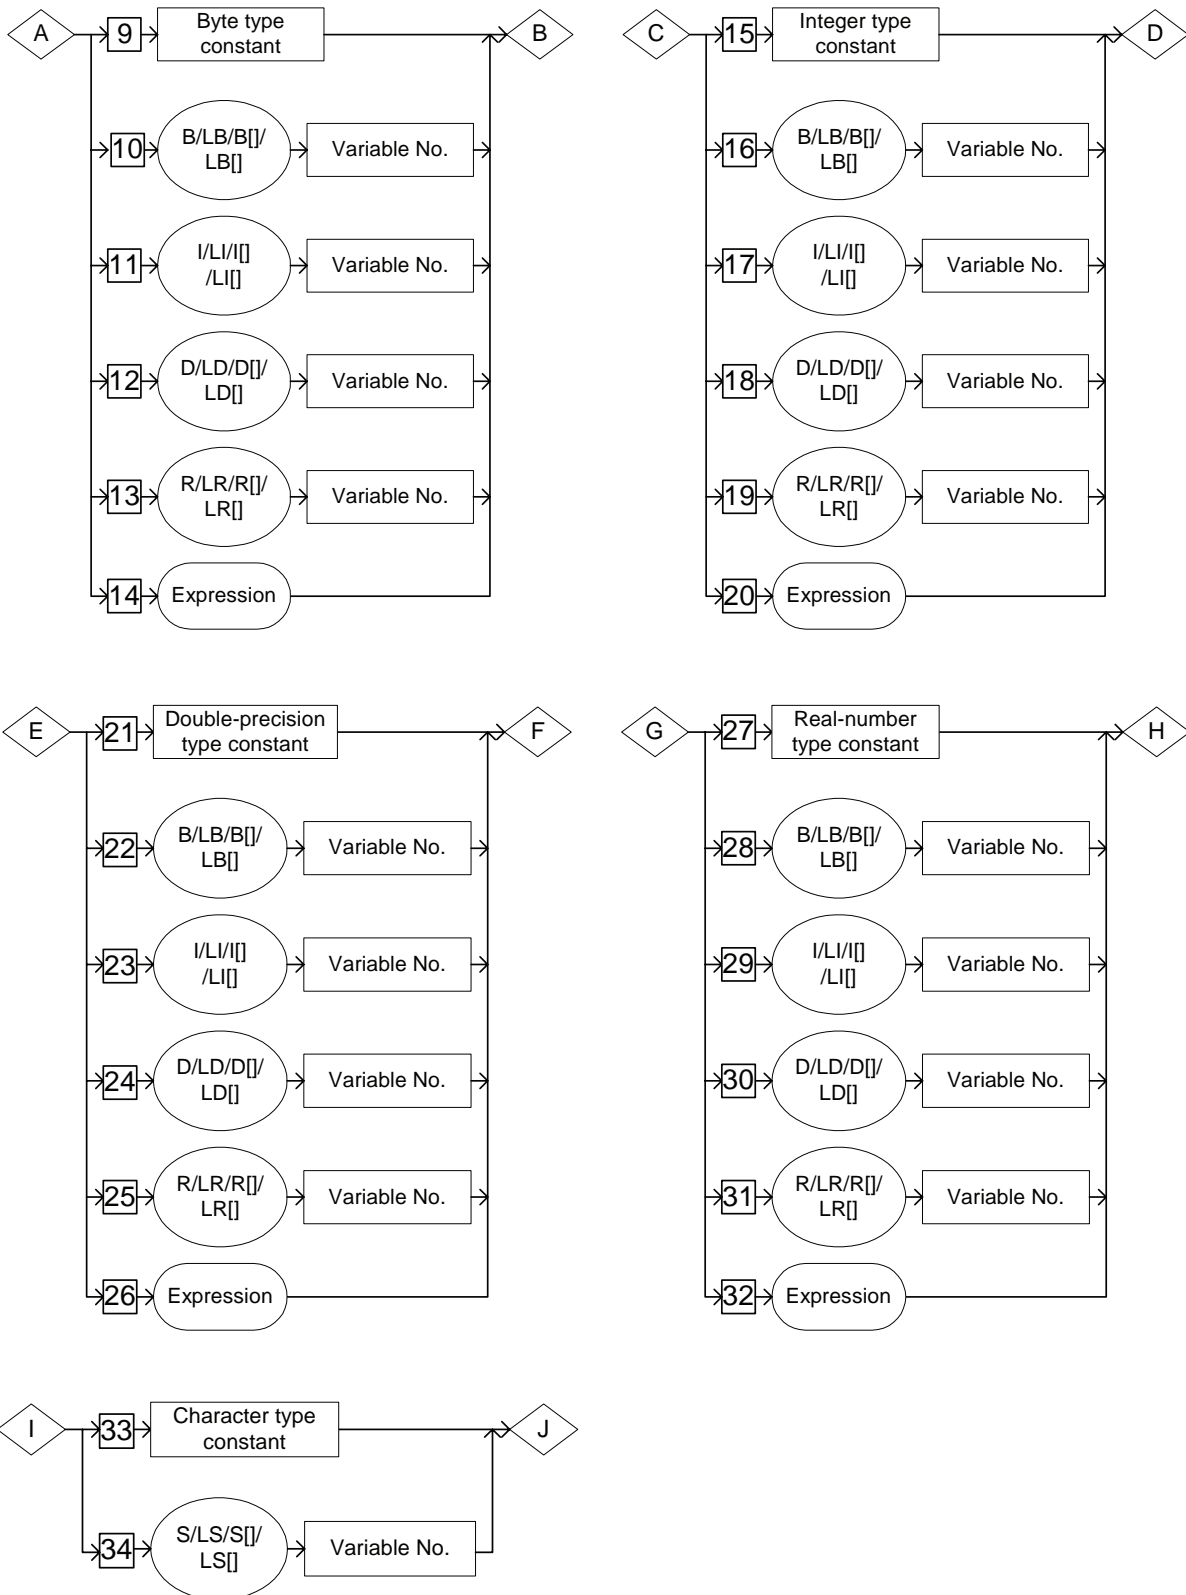 A
9
Byte type
constant
B
10
B/LB/B[]/
LB[]
Variable No.
11
I/LI/I[]
/LI[]
Variable No.
12
D/LD/D[]/
LD[]
Variable No.
13
R/LR/R[]/
LR[]
Variable No.
14
Expression
C
15
Integer type
constant
D
16
B/LB/B[]/
LB[]
Variable No.
17
I/LI/I[]
/LI[]
Variable No.
18
D/LD/D[]/
LD[]
Variable No.
19
R/LR/R[]/
LR[]
Variable No.
20
Expression
E
21
Double-precision
type constant
F
22
B/LB/B[]/
LB[]
Variable No.
23
I/LI/I[]
/LI[]
Variable No.
24
D/LD/D[]/
LD[]
Variable No.
25
R/LR/R[]/
LR[]
Variable No.
26
Expression
G
27
Real-number
type constant
H
28
B/LB/B[]/
LB[]
Variable No.
29
I/LI/I[]
/LI[]
Variable No.
30
D/LD/D[]/
LD[]
Variable No.
31
R/LR/R[]/
LR[]
Variable No.
32
Expression
I
33
Character type
constant
J
34
S/LS/S[]/
LS[]
Variable No.